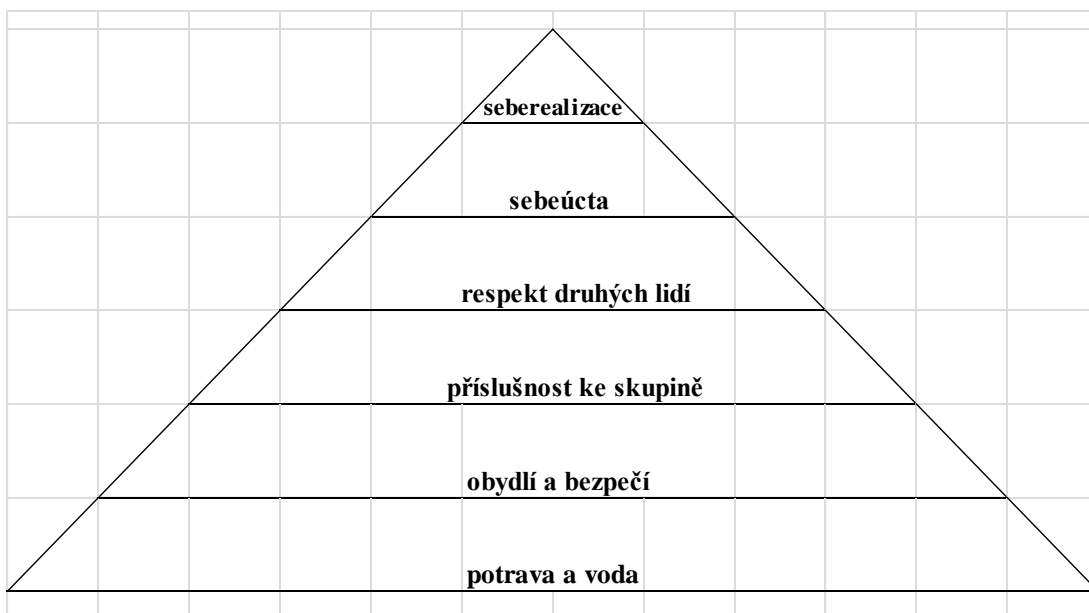 seberealizace
sebeúcta
respekt druhých lidí
příslušnost ke skupině
obydlí a bezpečí
potrava a voda